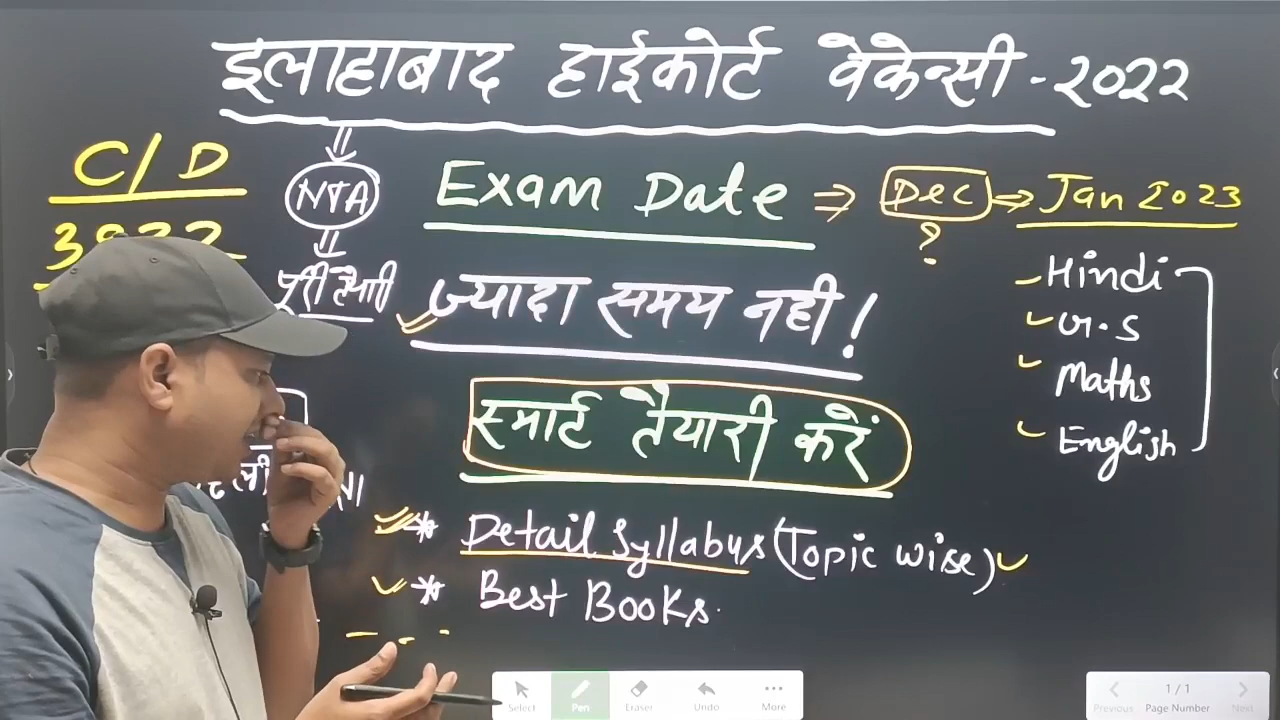 इलाहाबाद हाईकोर्ट वेकेन्सी-२०२२
C/D
NTA
Exam Date ⇒ Dec ⇒ Jan 2023
?
पूरी तैयारी
ज्यादा समय नही!
Hindi
G.S
Maths
English
स्मार्ट तैयारी करें
* Detail Syllabus (Topic wise)
* Best Books.
Select
Pen
Eraser
Undo
More
1/1
Previous
Page Number
Next